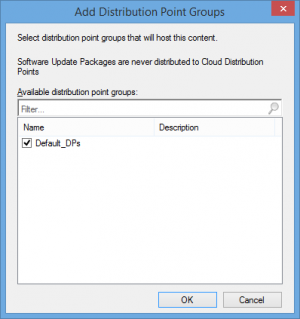 Add Distribution Point Groups
Select distribution point groups that will host this content.
Software Update Packages are never distributed to Cloud Distribution
Points
Available distribution point groups:
Filter...
Name Description
Default_DPs
OK Cancel